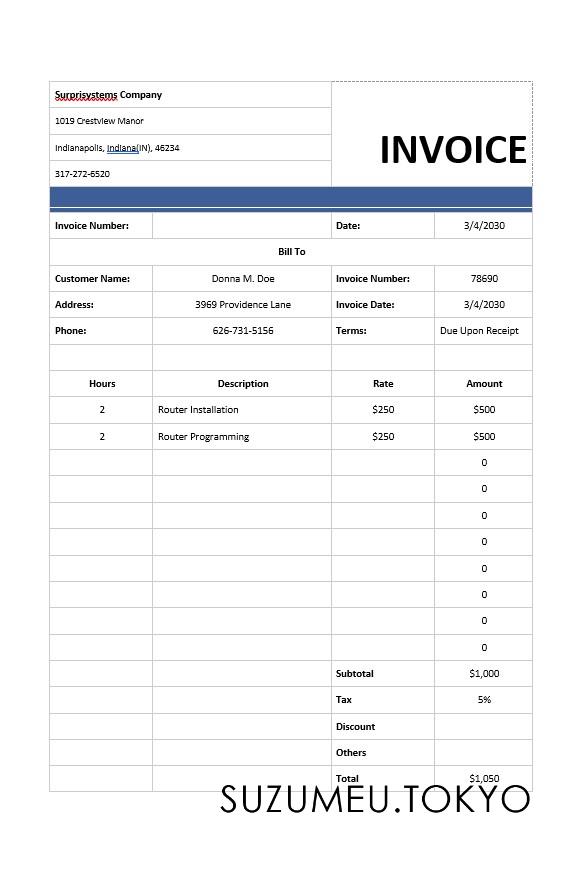 Surprisystems Company
1019 Crestview Manor
INVOICE
Indianapolis, Indiana(IN), 46234
317-272-6520
Invoice Number: Date: 3/4/2030
Bill To
Customer Name: Donna M. Doe Invoice Number: 78690
Address: 3969 Providence Lane Invoice Date: 3/4/2030
Phone: 626-731-5156 Terms: Due Upon Receipt
Hours Description Rate Amount
2 Router Installation $250 $500
2 Router Programming $250 $500
0
0
0
0
0
0
0
0
Subtotal $1,000
Tax 5%
Discount
Others
Total $1,050
SUZUMEU.TOKYO